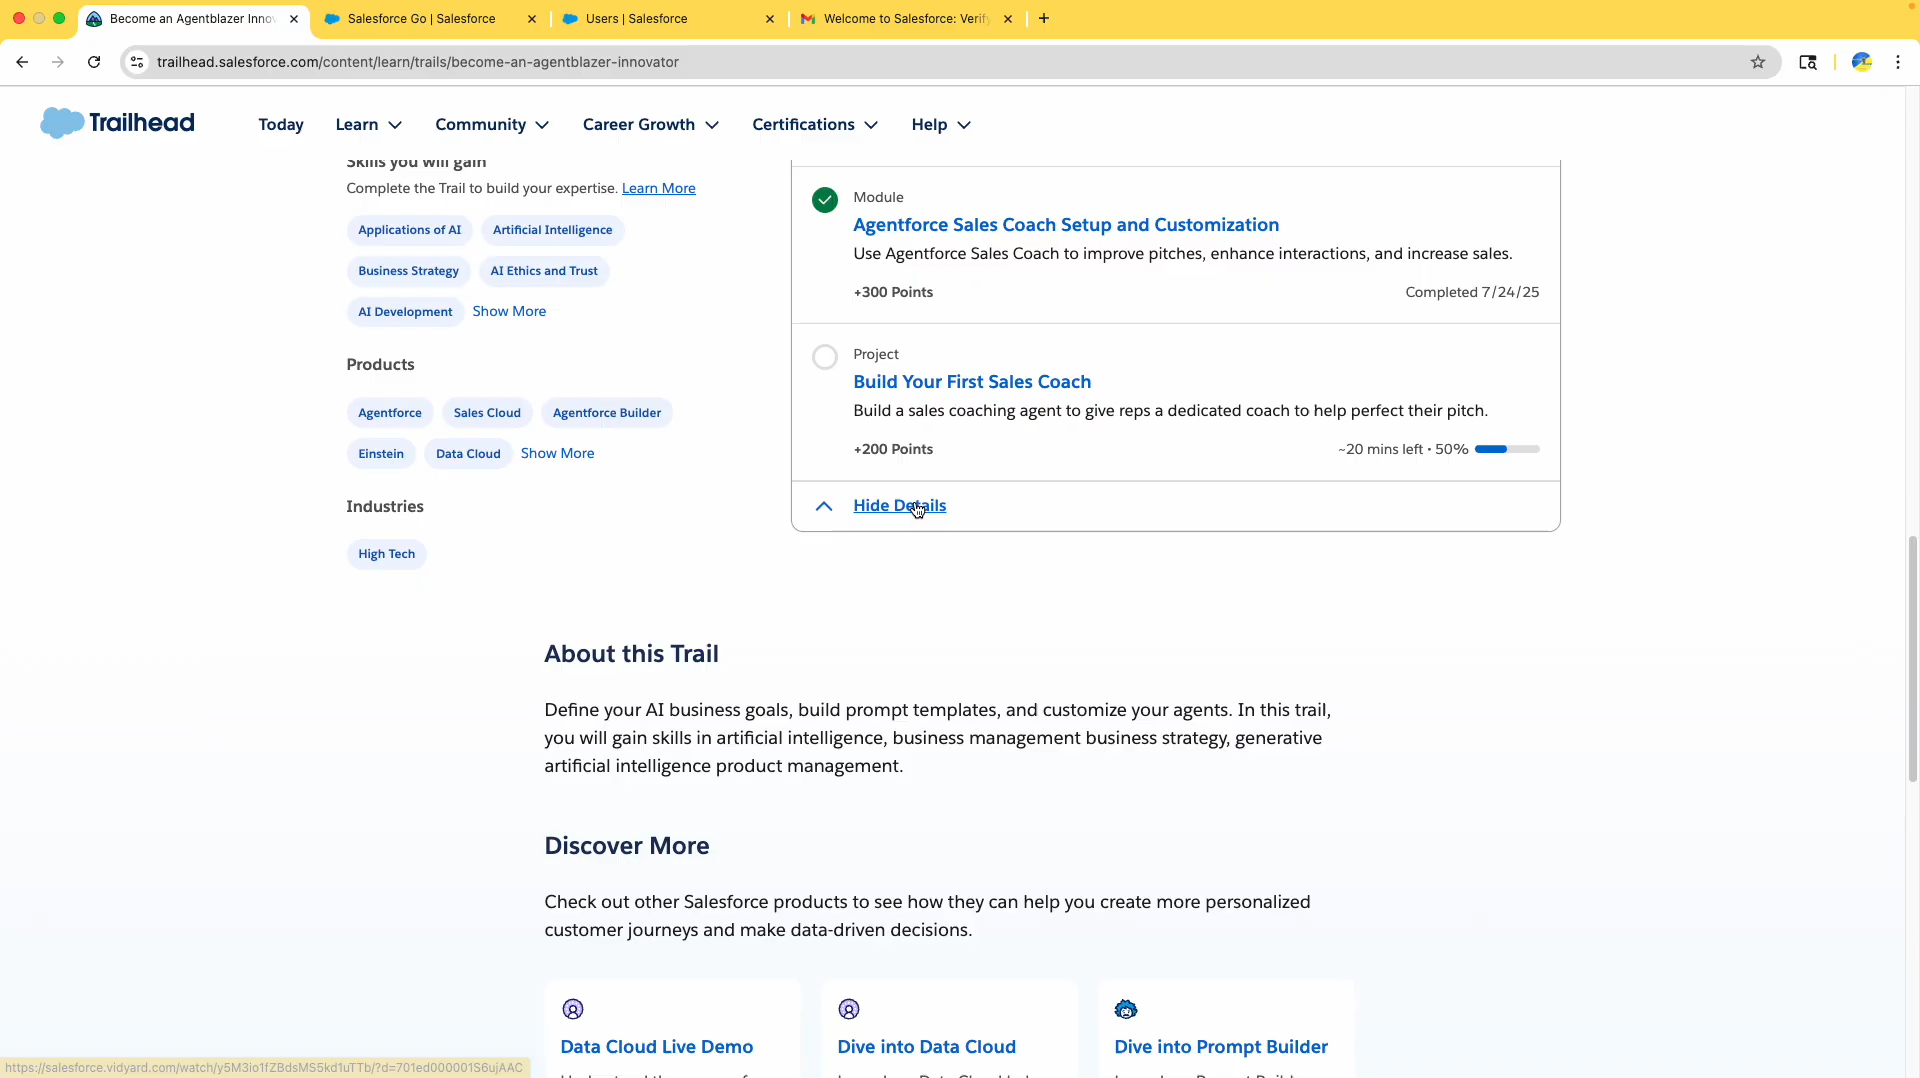 Become an Agentblazer Innov
Salesforce Go | Salesforce
Users | Salesforce
Welcome to Salesforce: Verify
trailhead.salesforce.com/content/learn/trails/become-an-agentblazer-innovator
Trailhead
Today
Learn
Community
Career Growth
Certifications
Help
Skills you will gain
Complete the Trail to build your expertise. Learn More
Applications of AI
Artificial Intelligence
Business Strategy
AI Ethics and Trust
AI Development
Show More
Products
Agentforce
Sales Cloud
Agentforce Builder
Einstein
Data Cloud
Show More
Industries
High Tech
Module
Agentforce Sales Coach Setup and Customization
Use Agentforce Sales Coach to improve pitches, enhance interactions, and increase sales.
+300 Points
Completed 7/24/25
Project
Build Your First Sales Coach
Build a sales coaching agent to give reps a dedicated coach to help perfect their pitch.
+200 Points
~20 mins left • 50%
Hide Details
About this Trail
Define your AI business goals, build prompt templates, and customize your agents. In this trail,
you will gain skills in artificial intelligence, business management business strategy, generative
artificial intelligence product management.
Discover More
Check out other Salesforce products to see how they can help you create more personalized
customer journeys and make data-driven decisions.
Data Cloud Live Demo
Dive into Data Cloud
Dive into Prompt Builder
https://salesforce.vidyard.com/watch/y5M3io1fZBdsMS5kd1uTTb/?d=701ed000001S6ujAAC